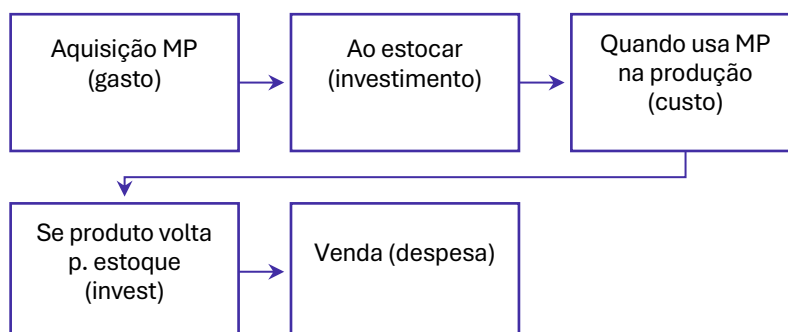 Aquisição MP
(gasto)
Ao estocar
(investimento)
Quando usa MP
na produção
(custo)
Se produto volta
p. estoque
(invest)
Venda (despesa)